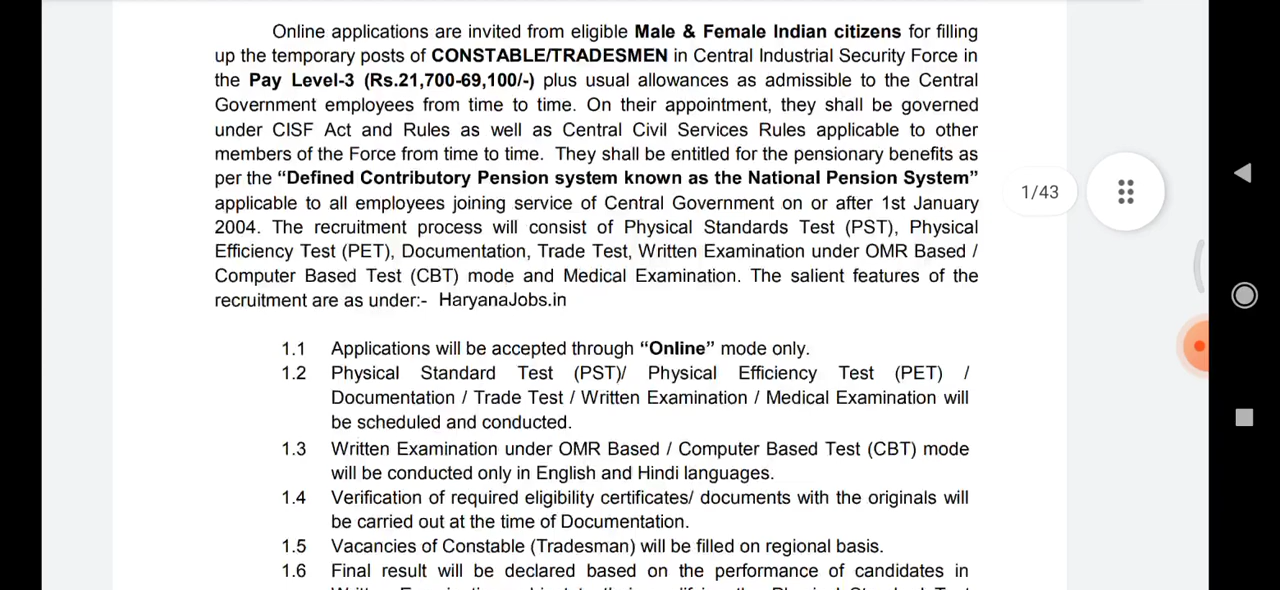 Online applications are invited from eligible Male & Female Indian citizens for filling
up the temporary posts of CONSTABLE/TRADESMEN in Central Industrial Security Force in
the Pay Level-3 (Rs.21,700-69,100/-) plus usual allowances as admissible to the Central
Government employees from time to time. On their appointment, they shall be governed
under CISF Act and Rules as well as Central Civil Services Rules applicable to other
members of the Force from time to time. They shall be entitled for the pensionary benefits as
per the “Defined Contributory Pension system known as the National Pension System”
applicable to all employees joining service of Central Government on or after 1st January
2004. The recruitment process will consist of Physical Standards Test (PST), Physical
Efficiency Test (PET), Documentation, Trade Test, Written Examination under OMR Based /
Computer Based Test (CBT) mode and Medical Examination. The salient features of the
recruitment are as under:- HaryanaJobs.in
1.1 Applications will be accepted through “Online” mode only.
1.2 Physical Standard Test (PST)/ Physical Efficiency Test (PET) /
Documentation / Trade Test / Written Examination / Medical Examination will
be scheduled and conducted.
1.3 Written Examination under OMR Based / Computer Based Test (CBT) mode
will be conducted only in English and Hindi languages.
1.4 Verification of required eligibility certificates/ documents with the originals will
be carried out at the time of Documentation.
1.5 Vacancies of Constable (Tradesman) will be filled on regional basis.
1.6 Final result will be declared based on the performance of candidates in
1/43